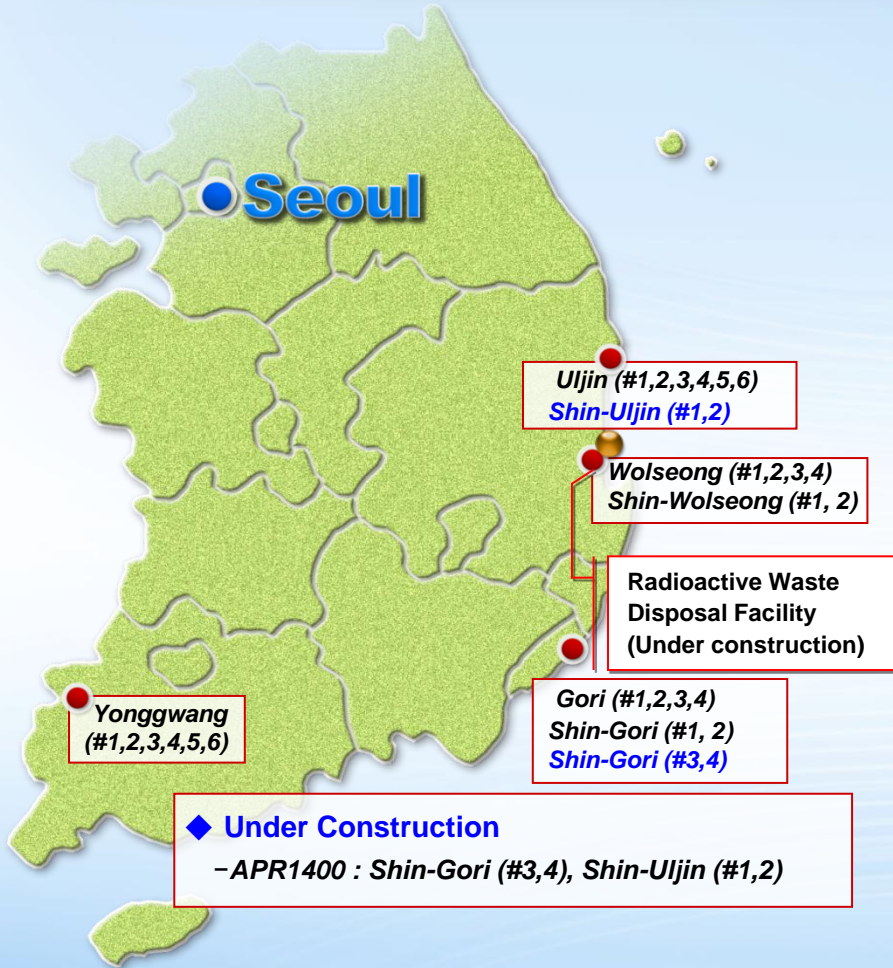 Seoul
Uljin (#1,2,3,4,5,6)
Shin-Uljin (#1,2)
Wolseong (#1,2,3,4)
Shin-Wolseong (#1, 2)
Radioactive Waste
Disposal Facility
(Under construction)
Gori (#1,2,3,4)
Shin-Gori (#1, 2)
Shin-Gori (#3,4)
Yonggwang
(#1,2,3,4,5,6)
◆ Under Construction
−APR1400 : Shin-Gori (#3,4), Shin-Uljin (#1,2)